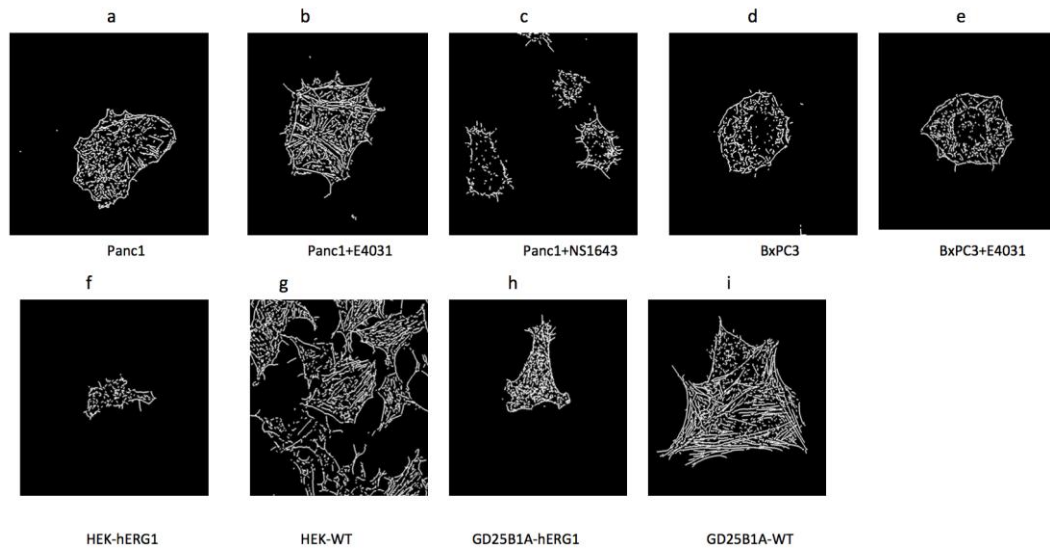 a b c d e
Panc1 Panc1+E4031 Panc1+NS1643 BxPC3 BxPC3+E4031
f g h i
HEK-hERG1 HEK-WT GD25B1A-hERG1 GD25B1A-WT